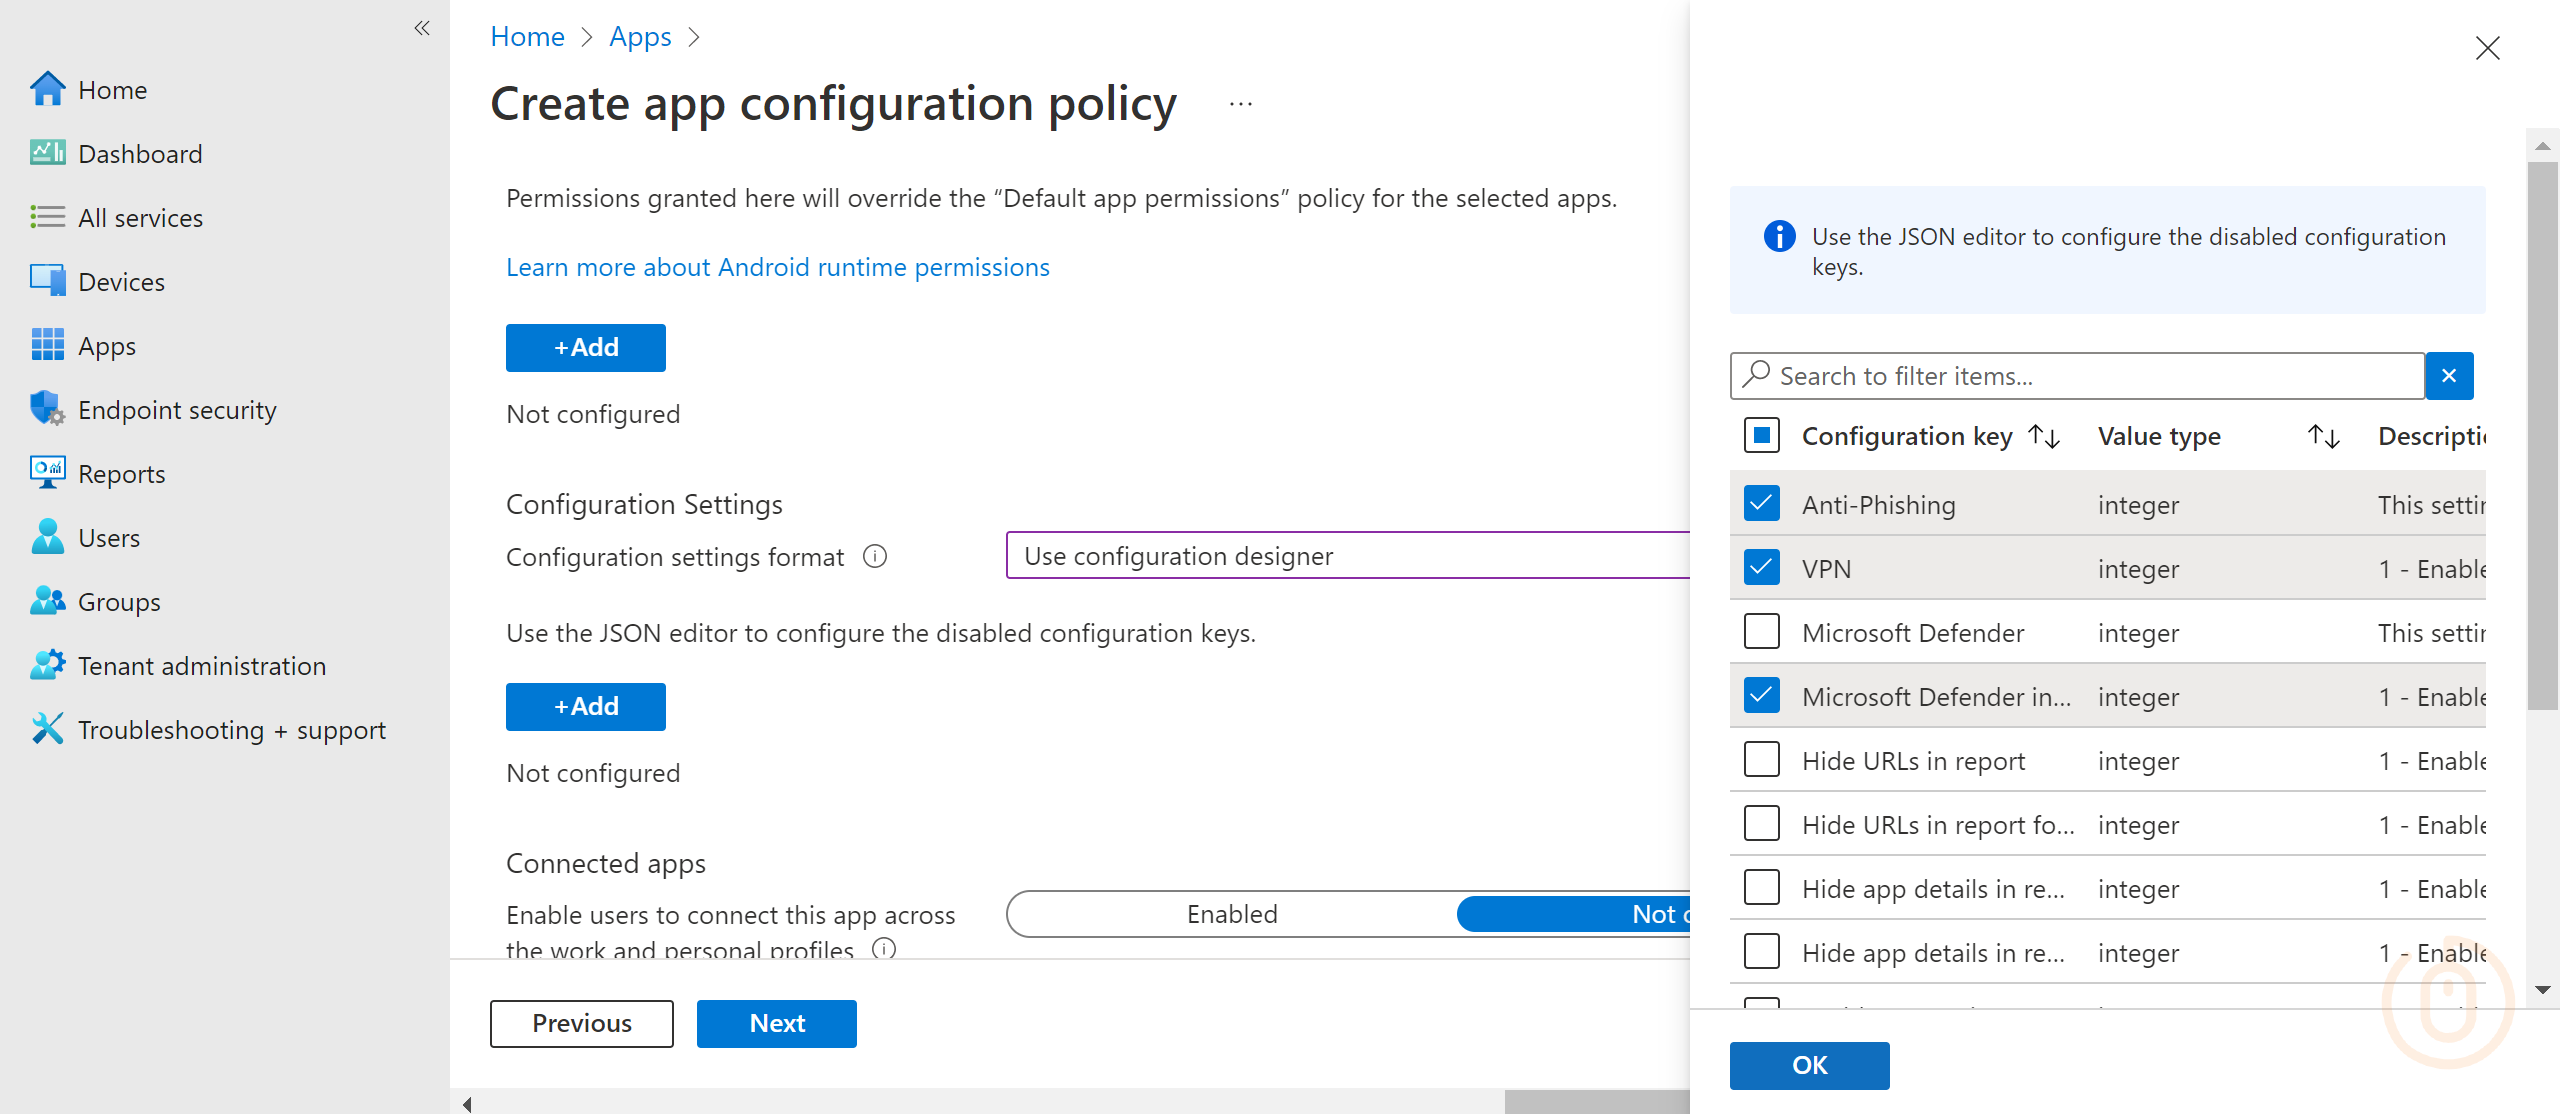 Home
Dashboard
All services
Devices
Apps
Endpoint security
Reports
Users
Groups
Tenant administration
Troubleshooting + support
Home > Apps >
Create app configuration policy ...
Permissions granted here will override the “Default app permissions” policy for the selected apps.
Learn more about Android runtime permissions
+Add
Not configured
Configuration Settings
Configuration settings format
Use configuration designer
Use the JSON editor to configure the disabled configuration keys.
+Add
Not configured
Connected apps
Enable users to connect this app across
the work and personal profiles
Enabled
Not
Previous
Next
Use the JSON editor to configure the disabled configuration
keys.
Search to filter items...
Configuration key Value type Descripti
Anti-Phishing integer This settin
VPN integer 1 - Enable
Microsoft Defender integer This settin
Microsoft Defender in... integer 1 - Enable
Hide URLs in report integer 1 - Enable
Hide URLs in report fo... integer 1 - Enable
Hide app details in re... integer 1 - Enable
Hide app details in re... integer 1 - Enable
OK